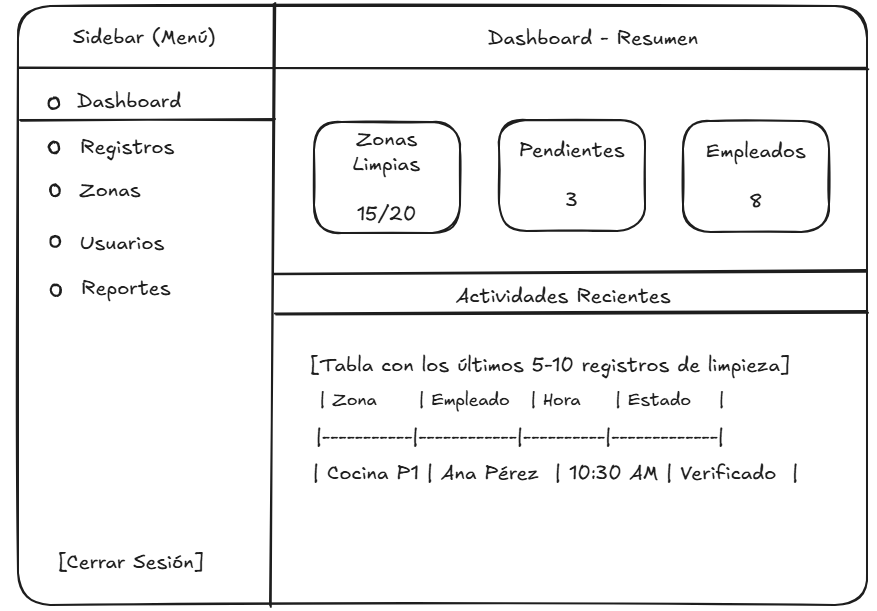 Sidebar (Menú)
Dashboard - Resumen
Dashboard
Registros
Zonas
Usuarios
Reportes
[Cerrar Sesión]
Zonas
Limpias
15/20
Pendientes
3
Empleados
8
Actividades Recientes
[Tabla con los últimos 5-10 registros de limpieza]
| Zona | Empleado | Hora | Estado |
|-----------|------------|----------|-------------|
| Cocina P1 | Ana Pérez | 10:30 AM | Verificado |